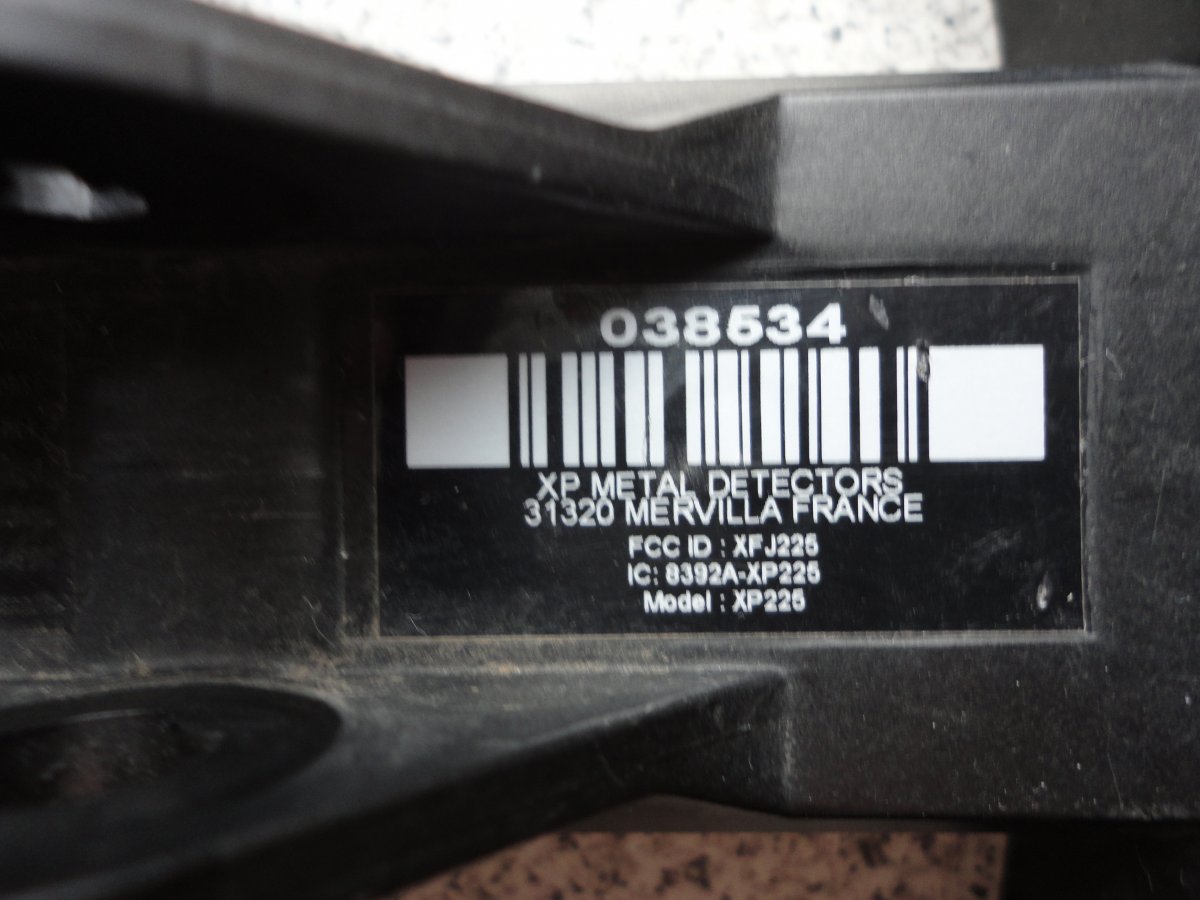 038534
XP METAL DETECTORS
31320 MERVILLA FRANCE
FCC ID : XFJ225
IC: 8392A-XP225
Model : XP225